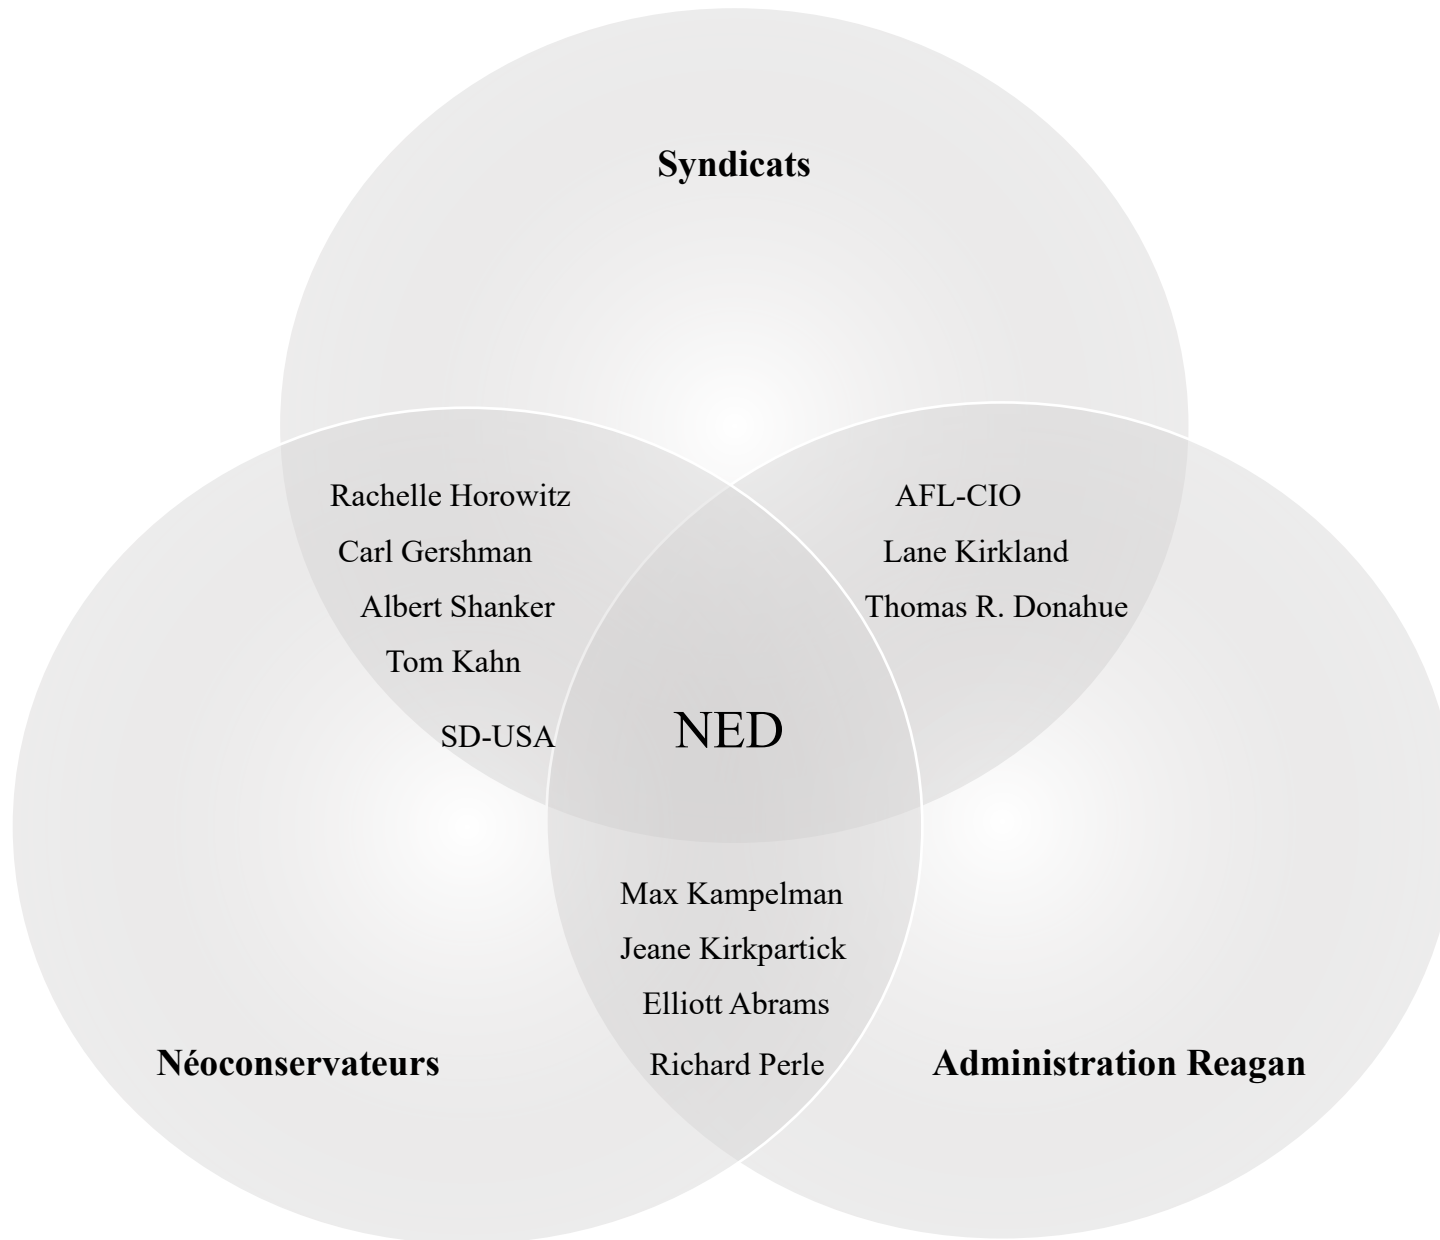 Syndicats
Rachelle Horowitz
Carl Gershman
Albert Shanker
Tom Kahn
SD-USA
AFL-CIO
Lane Kirkland
Thomas R. Donahue
NED
Max Kampelman
Jeane Kirkpartick
Elliott Abrams
Richard Perle
Néoconservateurs
Administration Reagan